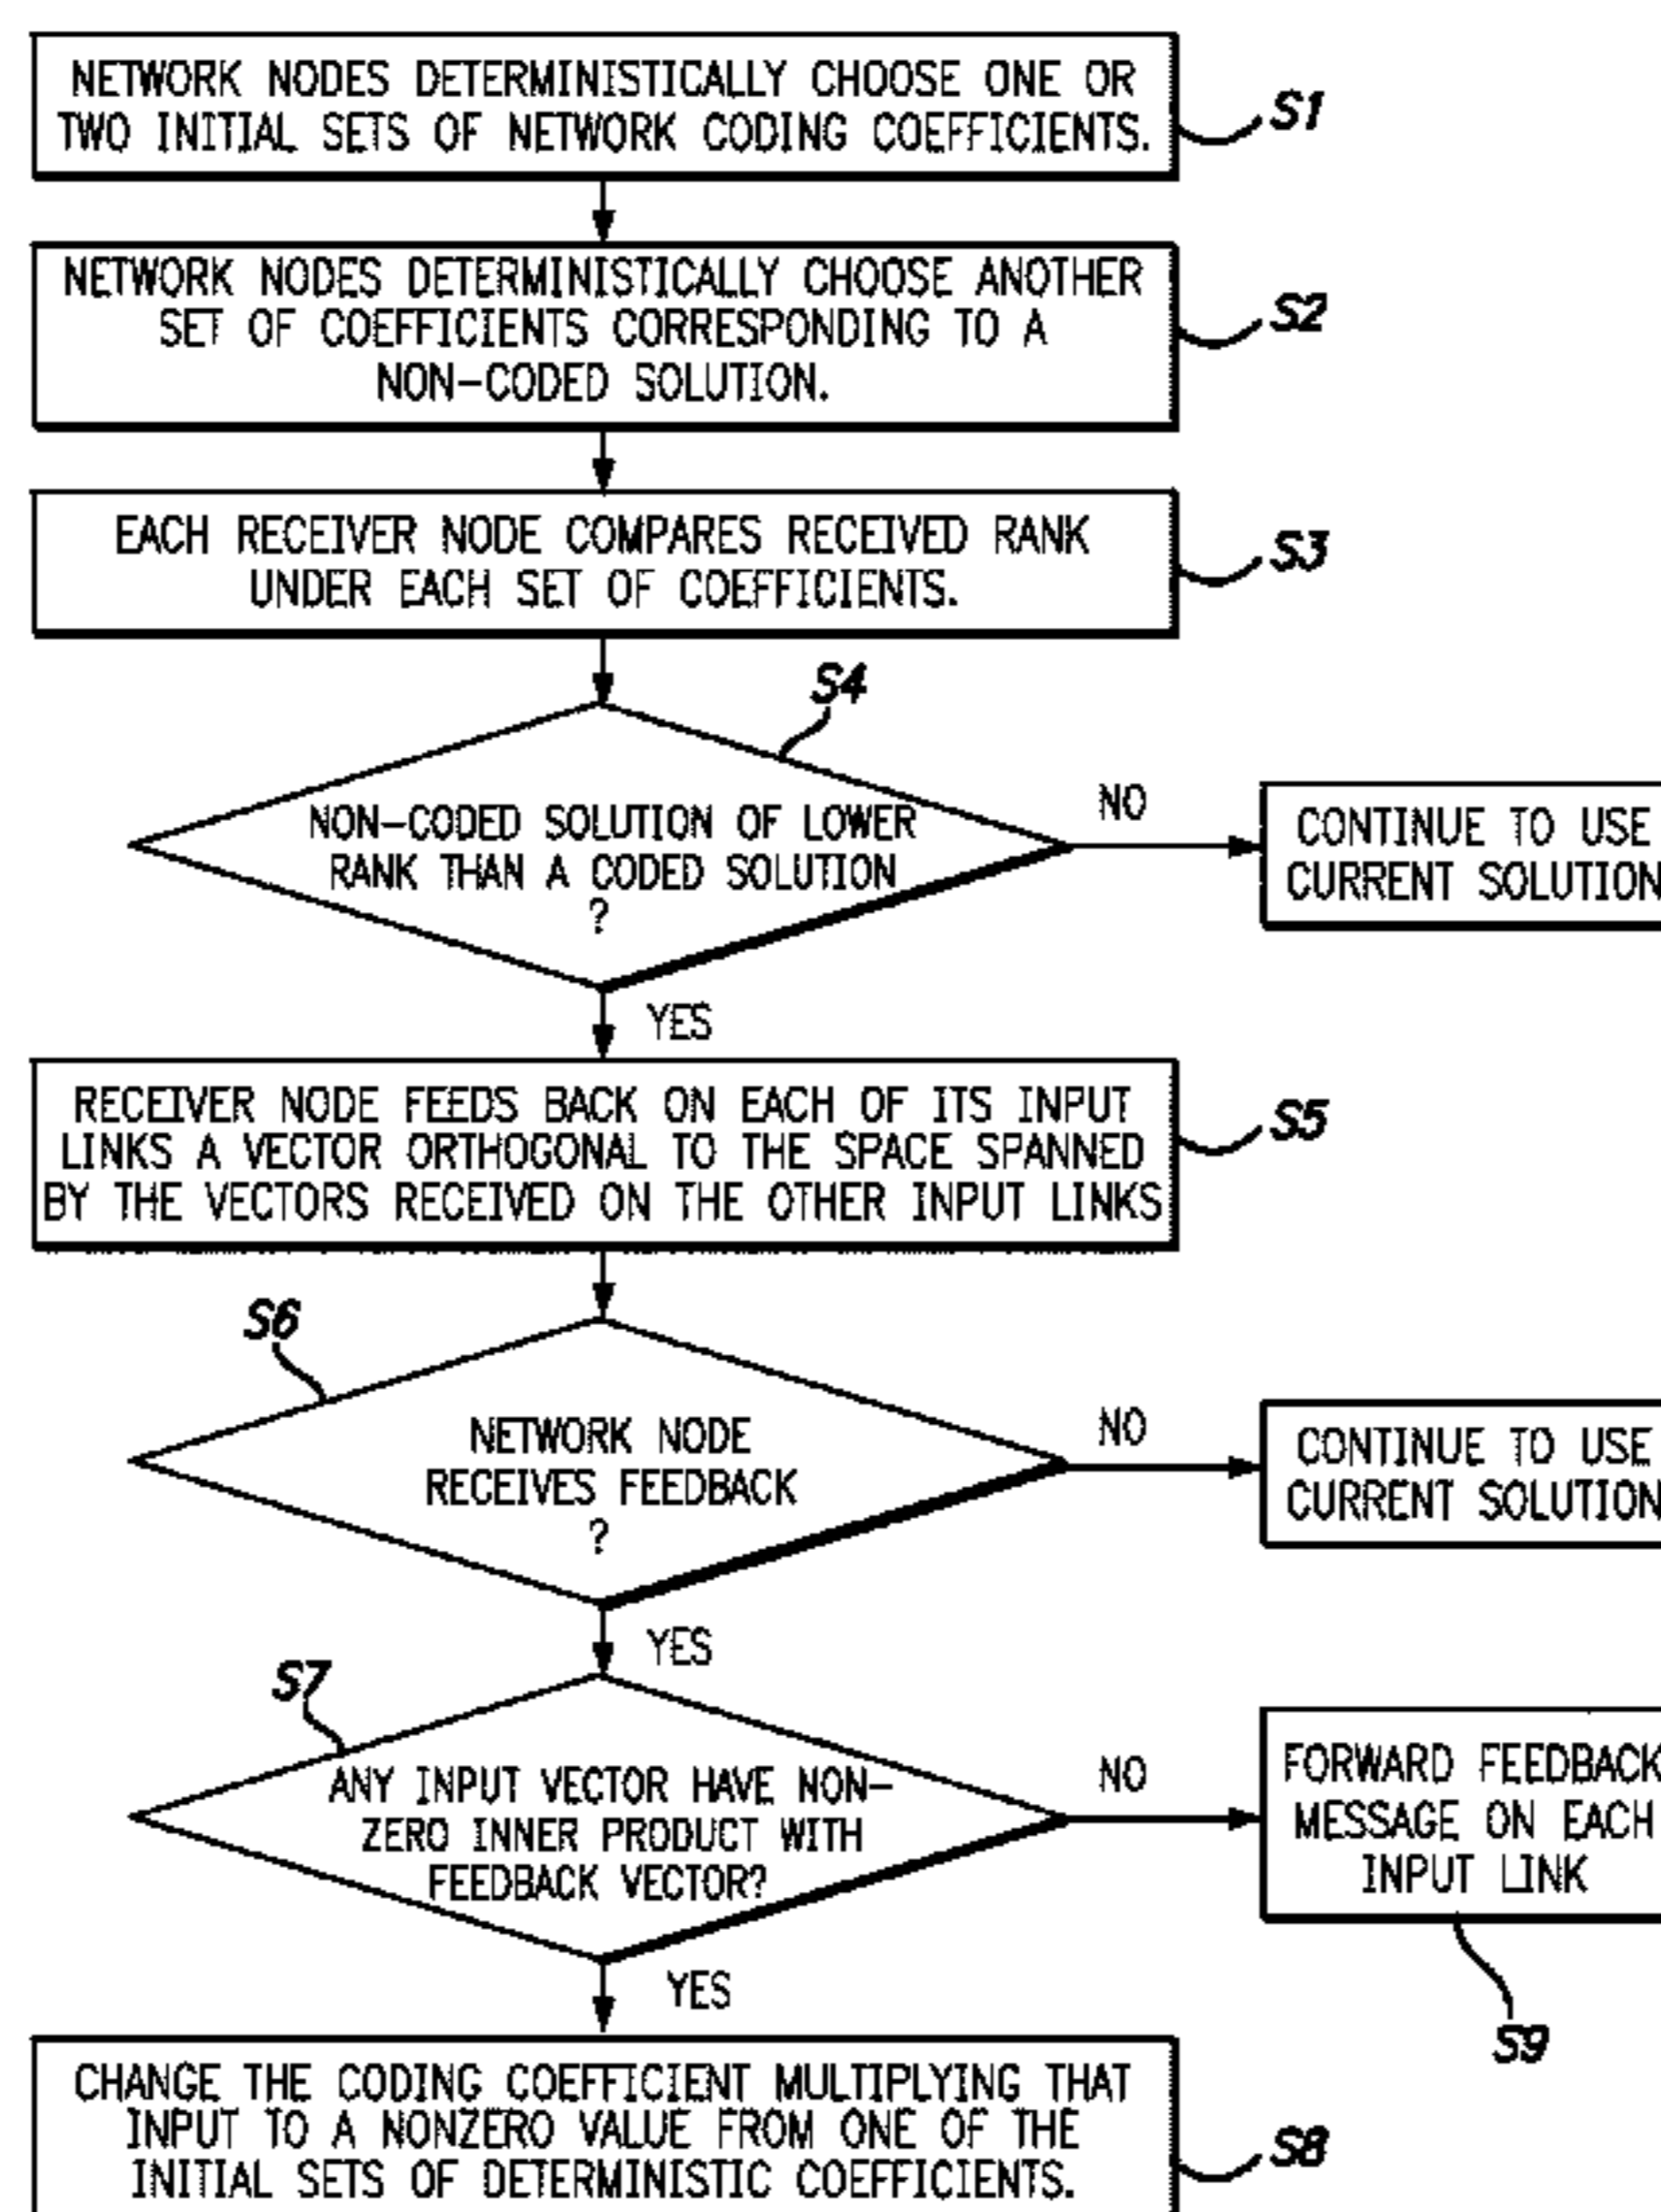 NETWORK NODES DETERMINISTICALLY CHOOSE ONE OR
TWO INITIAL SETS OF NETWORK CODING COEFFICIENTS.
S1
NETWORK NODES DETERMINISTICALLY CHOOSE ANOTHER
SET OF COEFFICIENTS CORRESPONDING TO A
NON-CODED SOLUTION.
S2
EACH RECEIVER NODE COMPARES RECEIVED RANK
UNDER EACH SET OF COEFFICIENTS.
S3
S4
NON-CODED SOLUTION OF LOWER
RANK THAN A CODED SOLUTION
?
NO
CONTINUE TO USE
CURRENT SOLUTION
YES
RECEIVER NODE FEEDS BACK ON EACH OF ITS INPUT
LINKS A VECTOR ORTHOGONAL TO THE SPACE SPANNED
BY THE VECTORS RECEIVED ON THE OTHER INPUT LINKS
S5
S6
NETWORK NODE
RECEIVES FEEDBACK
?
NO
CONTINUE TO USE
CURRENT SOLUTION
YES
S7
ANY INPUT VECTOR HAVE NON-
ZERO INNER PRODUCT WITH
FEEDBACK VECTOR?
NO
FORWARD FEEDBACK
MESSAGE ON EACH
INPUT LINK
S9
YES
CHANGE THE CODING COEFFICIENT MULTIPLYING THAT
INPUT TO A NONZERO VALUE FROM ONE OF THE
INITIAL SETS OF DETERMINISTIC COEFFICIENTS.
S8